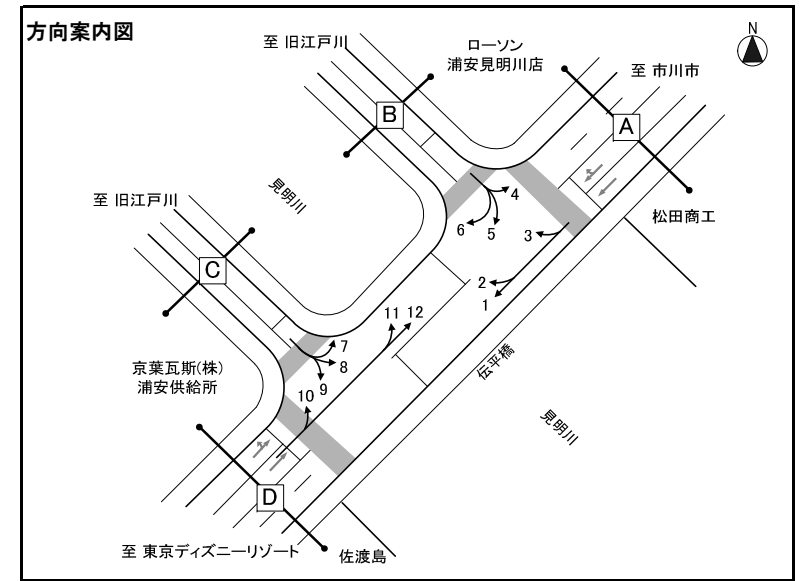 方向案内図
至 旧江戸川
ローソン
浦安見明川店
至 市川市
N
B
A
見明川
至 旧江戸川
松田商工
4
6
5
3
C
2
1
11 12
京葉瓦斯(株)
浦安供給所
7
8
9
10
伝平橋
見明川
D
至 東京ディズニーリゾート
佐渡島